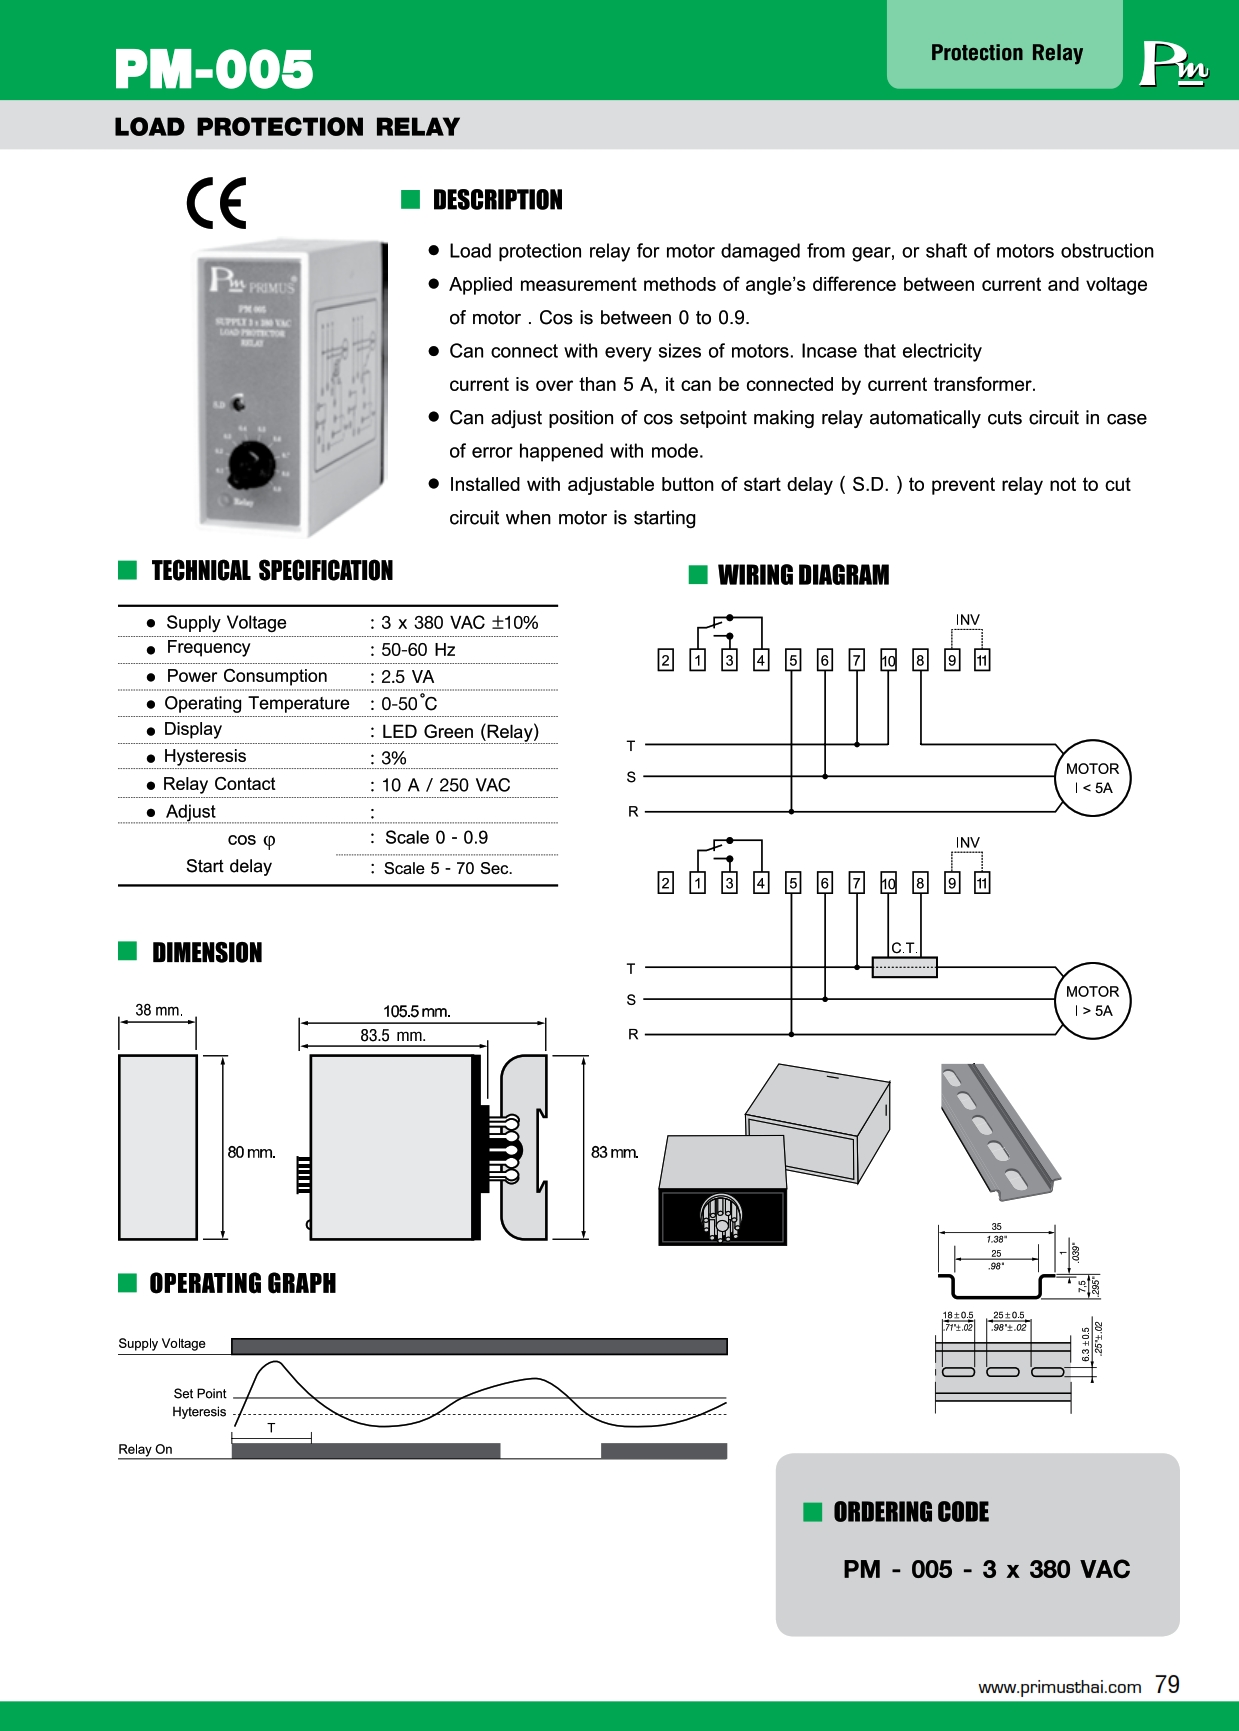 PM-005
Protection Relay
Pm
LOAD PROTECTION RELAY
CE
DESCRIPTION
● Load protection relay for motor damaged from gear, or shaft of motors obstruction
● Applied measurement methods of angle's difference between current and voltage
of motor . Cos is between 0 to 0.9.
● Can connect with every sizes of motors. Incase that electricity
current is over than 5 A, it can be connected by current transformer.
● Can adjust position of cos setpoint making relay automatically cuts circuit in case
of error happened with mode.
● Installed with adjustable button of start delay ( S.D. ) to prevent relay not to cut
circuit when motor is starting
Pm PRIMUS®
PM 005
SUPPLY 3 x 380 VAC
LOAD PROTECTOR
RELAY
S.D
Relay
TECHNICAL SPECIFICATION
● Supply Voltage : 3 x 380 VAC ±10%
● Frequency : 50-60 Hz
● Power Consumption : 2.5 VA
● Operating Temperature : 0-50°C
● Display : LED Green (Relay)
● Hysteresis : 3%
● Relay Contact : 10 A / 250 VAC
● Adjust :
cos φ : Scale 0 - 0.9
Start delay : Scale 5 - 70 Sec.
WIRING DIAGRAM
INV
2 1 3 4 5 6 7 10 8 9 11
T
S
R
MOTOR
I < 5A
INV
2 1 3 4 5 6 7 10 8 9 11
C.T.
T
S
R
MOTOR
I > 5A
DIMENSION
38 mm.
105.5 mm.
83.5 mm.
80 mm.
83 mm.
35
1.38"
25
.98"
1
.039"
7,5
.295"
18±0.5
.71"±.02
25±0.5
.98"±.02
6.3±0.5
.25"±.02
OPERATING GRAPH
Supply Voltage
Set Point
Hyteresis
T
Relay On
ORDERING CODE
PM - 005 - 3 x 380 VAC
www.primusthai.com 79